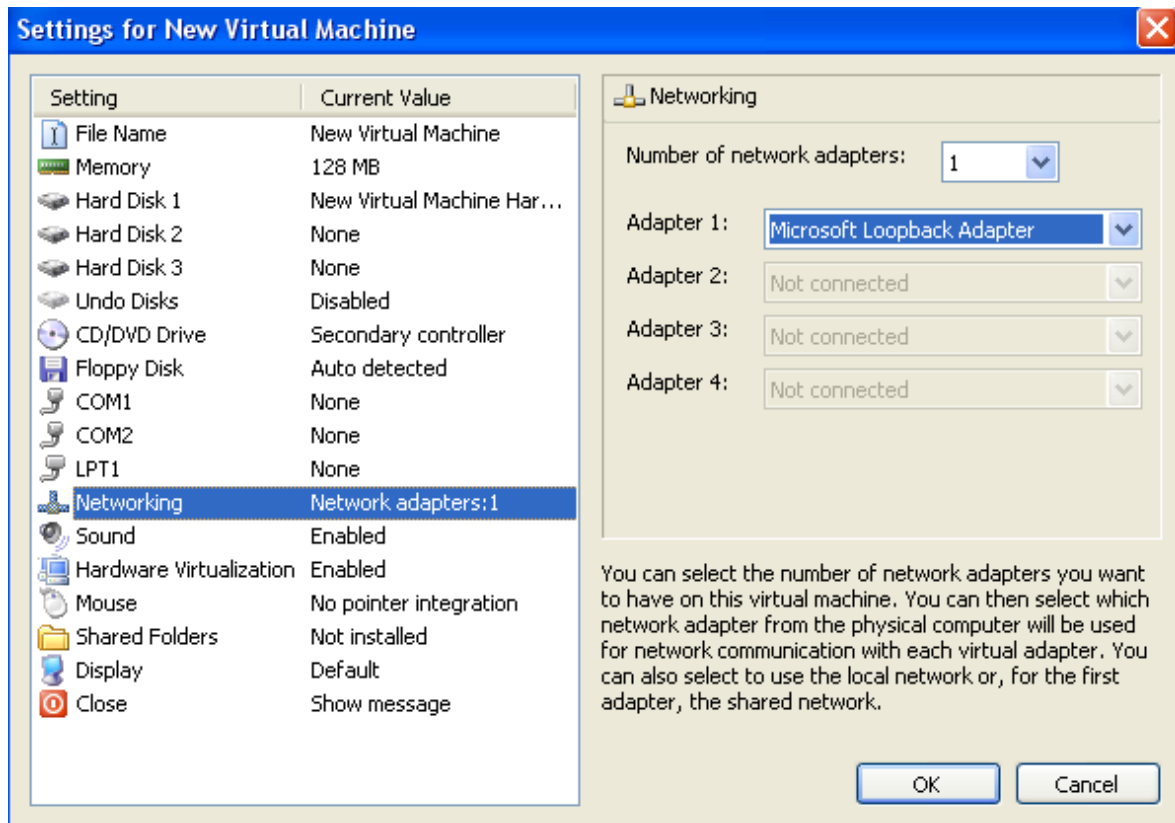 Settings for New Virtual Machine
Setting Current Value
File Name New Virtual Machine
Memory 128 MB
Hard Disk 1 New Virtual Machine Har...
Hard Disk 2 None
Hard Disk 3 None
Undo Disks Disabled
CD/DVD Drive Secondary controller
Floppy Disk Auto detected
COM1 None
COM2 None
LPT1 None
Networking Network adapters:1
Sound Enabled
Hardware Virtualization Enabled
Mouse No pointer integration
Shared Folders Not installed
Display Default
Close Show message
Networking
Number of network adapters: 1
Adapter 1: Microsoft Loopback Adapter
Adapter 2: Not connected
Adapter 3: Not connected
Adapter 4: Not connected
You can select the number of network adapters you want
to have on this virtual machine. You can then select which
network adapter from the physical computer will be used
for network communication with each virtual adapter. You
can also select to use the local network or, for the first
adapter, the shared network.
OK Cancel